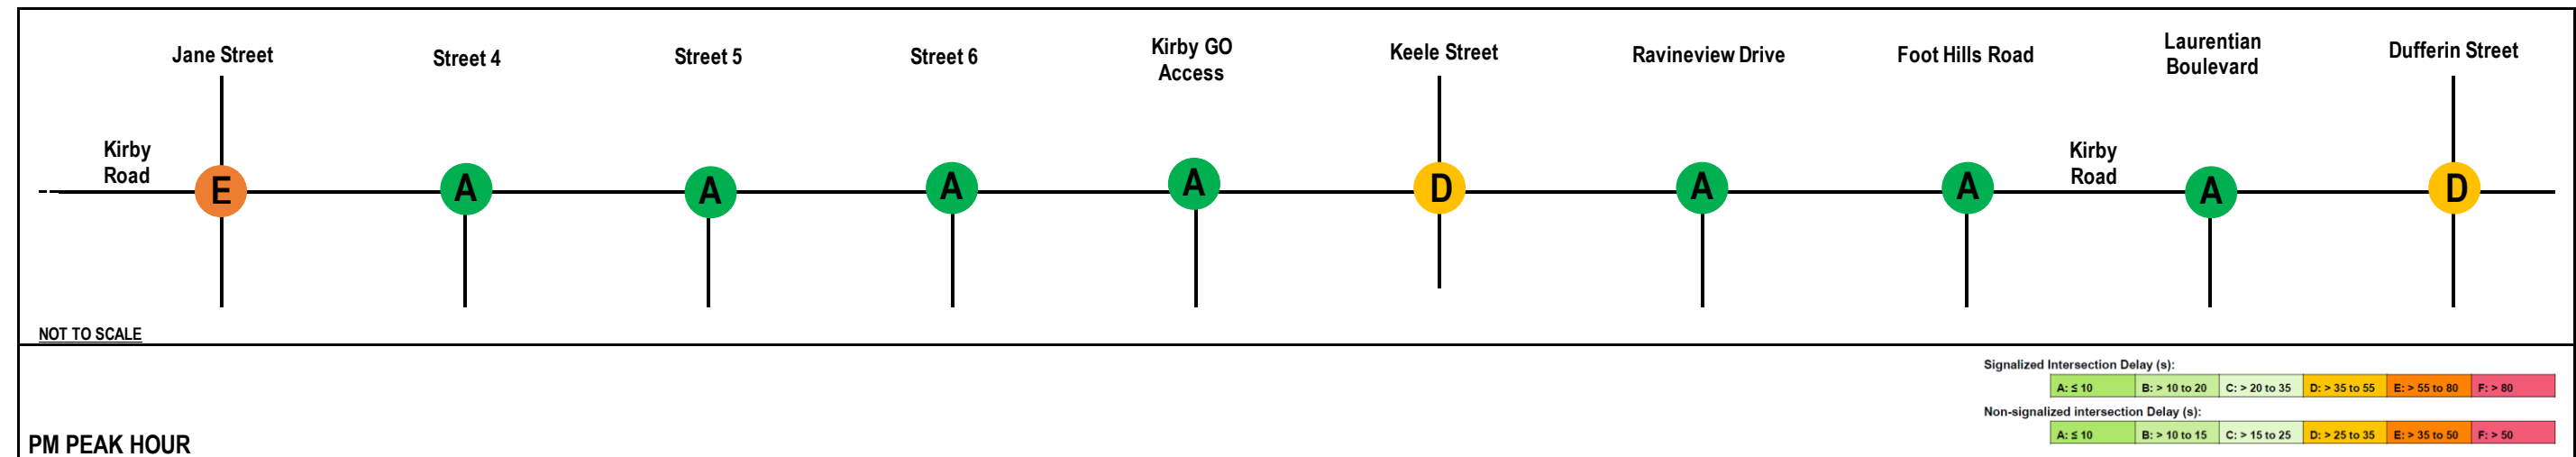 Jane Street
Street 4
Street 5
Street 6
Kirby GO
Access
Keele Street
Ravineview Drive
Foot Hills Road
Laurentian
Boulevard
Dufferin Street
Kirby
Road
Kirby
Road
E
A
A
A
A
D
A
A
A
D
NOT TO SCALE
Signalized Intersection Delay (s):
A: ≤ 10 B: > 10 to 20 C: > 20 to 35 D: > 35 to 55 E: > 55 to 80 F: > 80
Non-signalized intersection Delay (s):
A: ≤ 10 B: > 10 to 15 C: > 15 to 25 D: > 25 to 35 E: > 35 to 50 F: > 50
PM PEAK HOUR